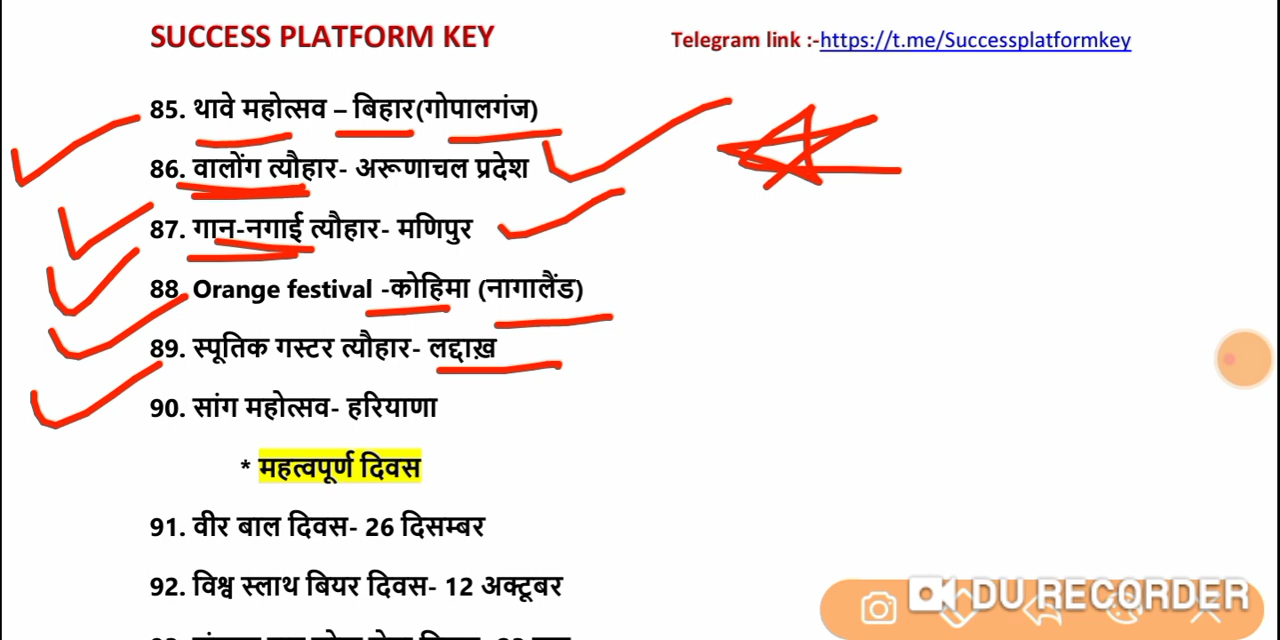 SUCCESS PLATFORM KEY
Telegram link :-https://t.me/Successplatformkey
85. थावे महोत्सव – बिहार(गोपालगंज)
86. वालोंग त्यौहार- अरूणाचल प्रदेश
87. गान-नगाई त्यौहार- मणिपुर
88. Orange festival -कोहिमा (नागालैंड)
89. स्पूतिक गस्टर त्यौहार- लद्दाख़
90. सांग महोत्सव- हरियाणा
* महत्वपूर्ण दिवस
91. वीर बाल दिवस- 26 दिसम्बर
92. विश्व स्लाथ बियर दिवस- 12 अक्टूबर
DU RECORDER